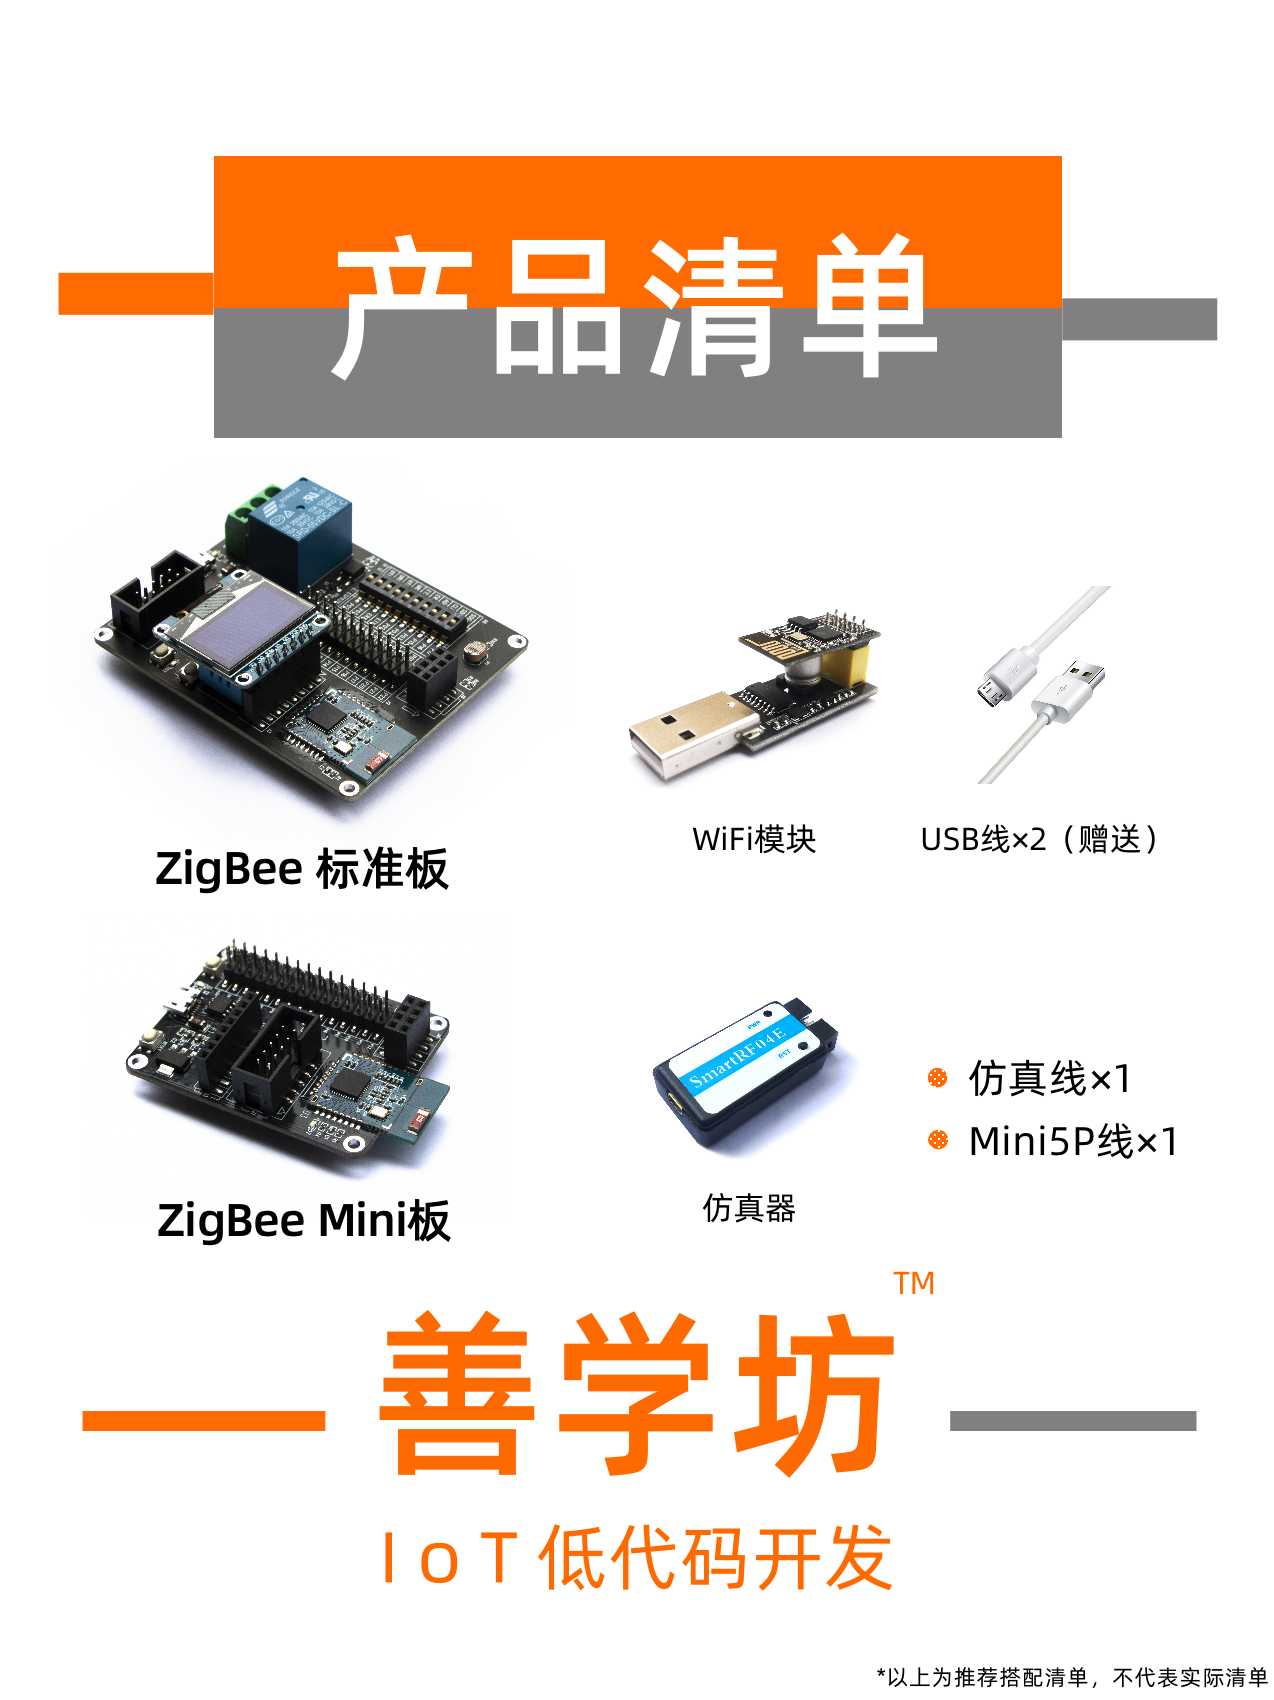 产品清单
ZigBee 标准板
WiFi模块
USB线×2（赠送）
SmartRF04E
ZigBee Mini板
仿真器
仿真线×1
Mini5P线×1
善学坊 TM
IoT低代码开发
*以上为推荐搭配清单，不代表实际清单